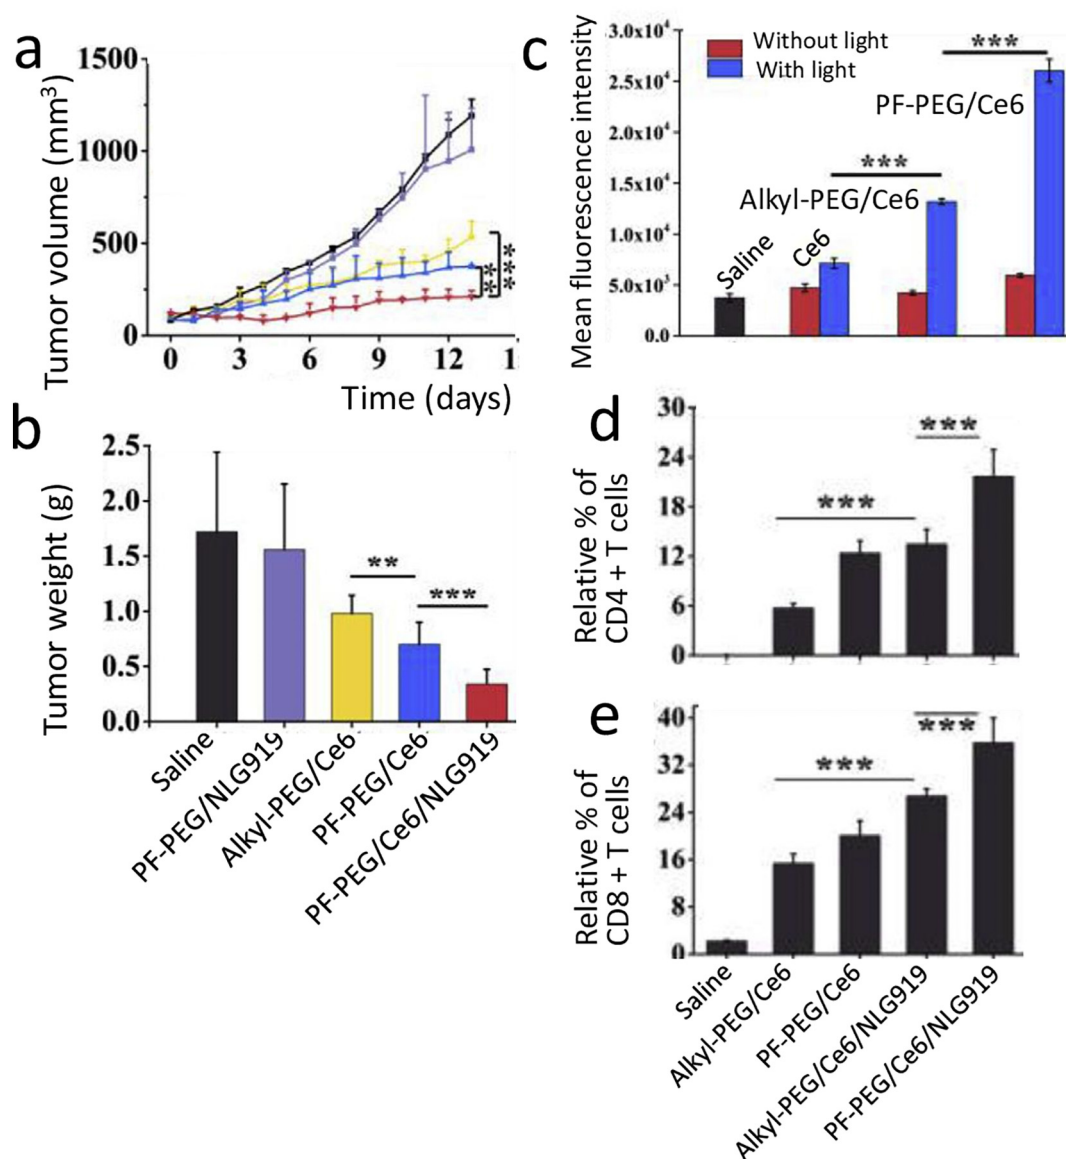 a
Tumor volume (mm³)
1500
1000
500
0
0 3 6 9 12 1
Time (days)
**
***
b
Tumor weight (g)
2.5
2.0
1.5
1.0
0.5
0.0
**
***
Saline
PF-PEG/NLG919
Alkyl-PEG/Ce6
PF-PEG/Ce6
PF-PEG/Ce6/NLG919
c
Mean fluorescence intensity
3.0x10⁴
2.5x10⁴
2.0x10⁴
1.5x10⁴
1.0x10⁴
5.0x10³
0.0
Without light
With light
***
PF-PEG/Ce6
***
Alkyl-PEG/Ce6
Ce6
Saline
d
Relative % of
CD4 + T cells
30
24
18
12
6
0
***
***
e
Relative % of
CD8 + T cells
40
32
24
16
8
0
***
***
Saline
Alkyl-PEG/Ce6
PF-PEG/Ce6
Alkyl-PEG/Ce6/NLG919
PF-PEG/Ce6/NLG919